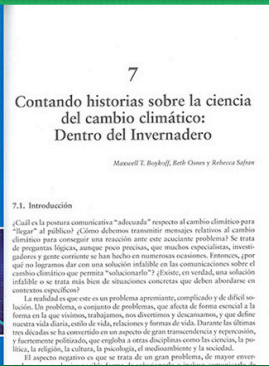 7
Contando historias sobre la ciencia
del cambio climático:
Dentro del Invernadero
Maxwell T. Boykoff, Beth Osnes y Rebecca Safran
7.1. Introducción
¿Cuál es la postura comunicativa "adecuada" respecto al cambio climático para
"llegar" al público? ¿Cómo debemos transmitir mensajes relativos al cambio
climático para conseguir una reacción ante este acuciante problema? Se trata
de preguntas lógicas, aunque poco precisas, que muchos especialistas, investi-
gadores y gente corriente se han hecho en numerosas ocasiones. Entonces, ¿por
qué no logramos dar con una solución infalible en las comunicaciones sobre el
cambio climático que permita "solucionarlo"? ¿Existe, en verdad, una solución
infalible o se trata más bien de situaciones concretas que deben abordarse en
contextos específicos?
La realidad es que este es un problema apremiante, complicado y de difícil so-
lución. Un problema, o conjunto de problemas, que afecta de forma esencial a la
forma en la que vivimos, trabajamos, nos divertimos y descansamos, y que define
nuestra vida diaria, estilo de vida, relaciones y formas de vida. Durante las últimas
tres décadas se ha convertido en un aspecto de gran transcendencia y repercusión,
y fuertemente politizado, que engloba a otras disciplinas como las ciencias, la po-
lítica, la religión, la cultura, la psicología, el medioambiente y la sociedad.
El aspecto negativo es que se trata de un gran problema, de mayor enver-